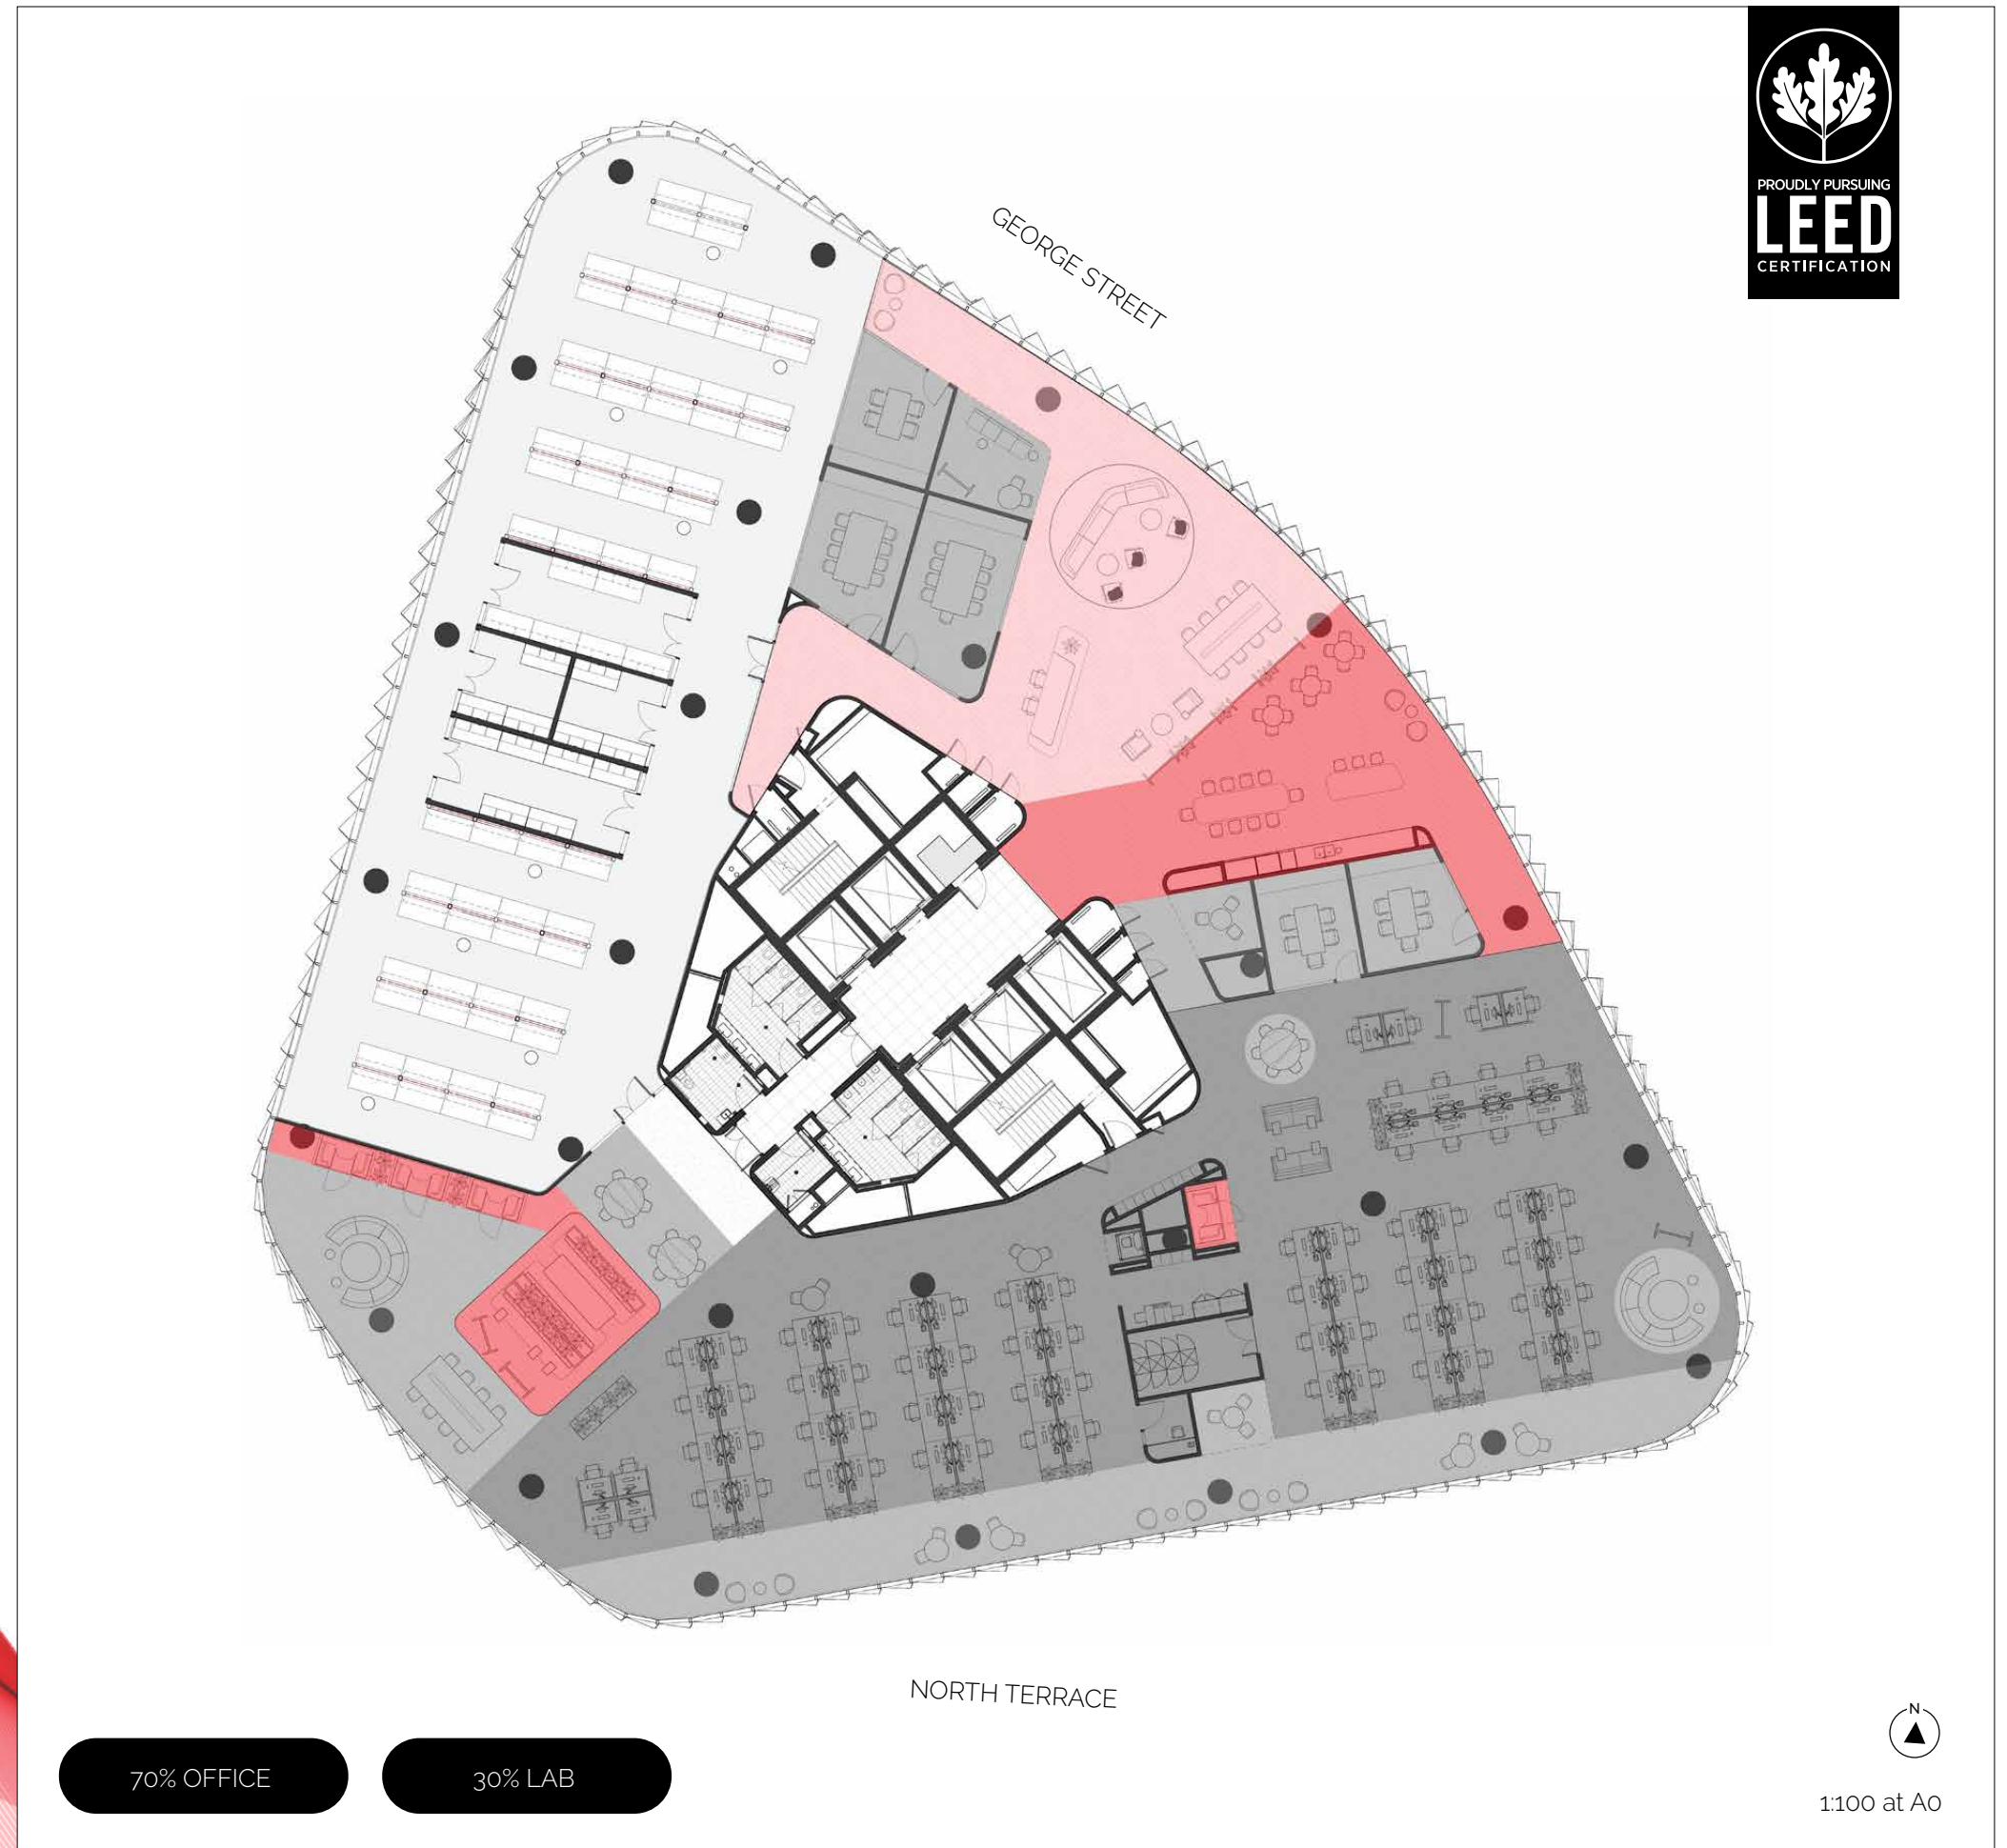 PROUDLY PURSUING
LEED
CERTIFICATION
GEORGE STREET
NORTH TERRACE
70% OFFICE
30% LAB
N
1:100 at A0